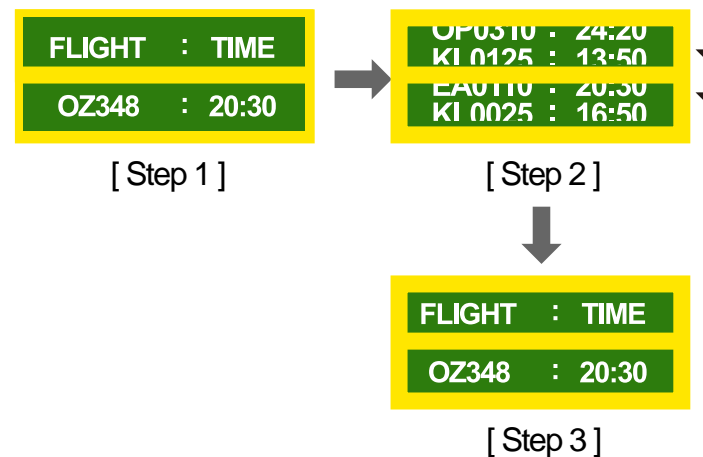 FLIGHT : TIME
OZ348 : 20:30
[ Step 1 ]
OP0310 : 24:20
KL0125 : 13:50
EA0110 : 20:30
KL0025 : 16:50
[ Step 2 ]
FLIGHT : TIME
OZ348 : 20:30
[ Step 3 ]